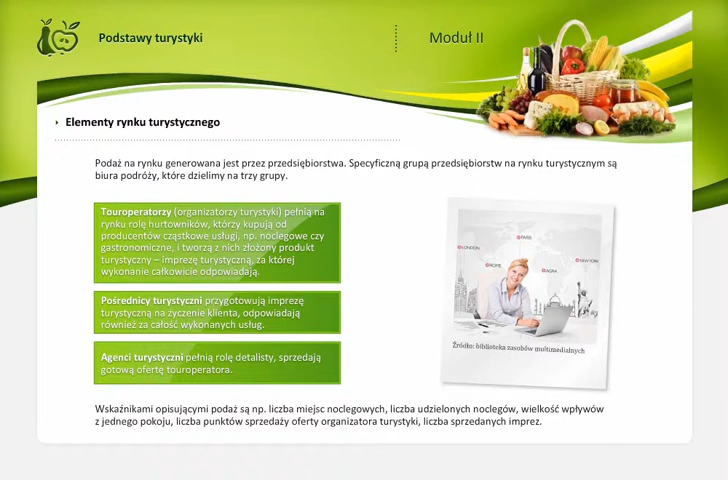 Podstawy turystyki
Moduł II
Elementy rynku turystycznego
Podaż na rynku generowana jest przez przedsiębiorstwa. Specyficzną grupą przedsiębiorstw na rynku turystycznym są
biura podróży, które dzielimy na trzy grupy.
Touroperatorzy (organizatorzy turystyki) pełnią na
rynku rolę hurtowników, którzy kupują od
producentów cząstkowe usługi, np. noclegowe czy
gastronomiczne, i tworzą z nich złożony produkt
turystyczny – imprezę turystyczną, za której
wykonanie całkowicie odpowiadają.
Pośrednicy turystyczni przygotowują imprezę
turystyczną na życzenie klienta, odpowiadają
również za całość wykonanych usług.
Agenci turystyczni pełnią rolę detalisty, sprzedają
gotową ofertę touroperatora.
PARIS
LONDON
NEW YORK
ROME
AGRA
Źródło: biblioteka zasobów multimedialnych
Wskaźnikami opisującymi podaż są np. liczba miejsc noclegowych, liczba udzielonych noclegów, wielkość wpływów
z jednego pokoju, liczba punktów sprzedaży oferty organizatora turystyki, liczba sprzedanych imprez.